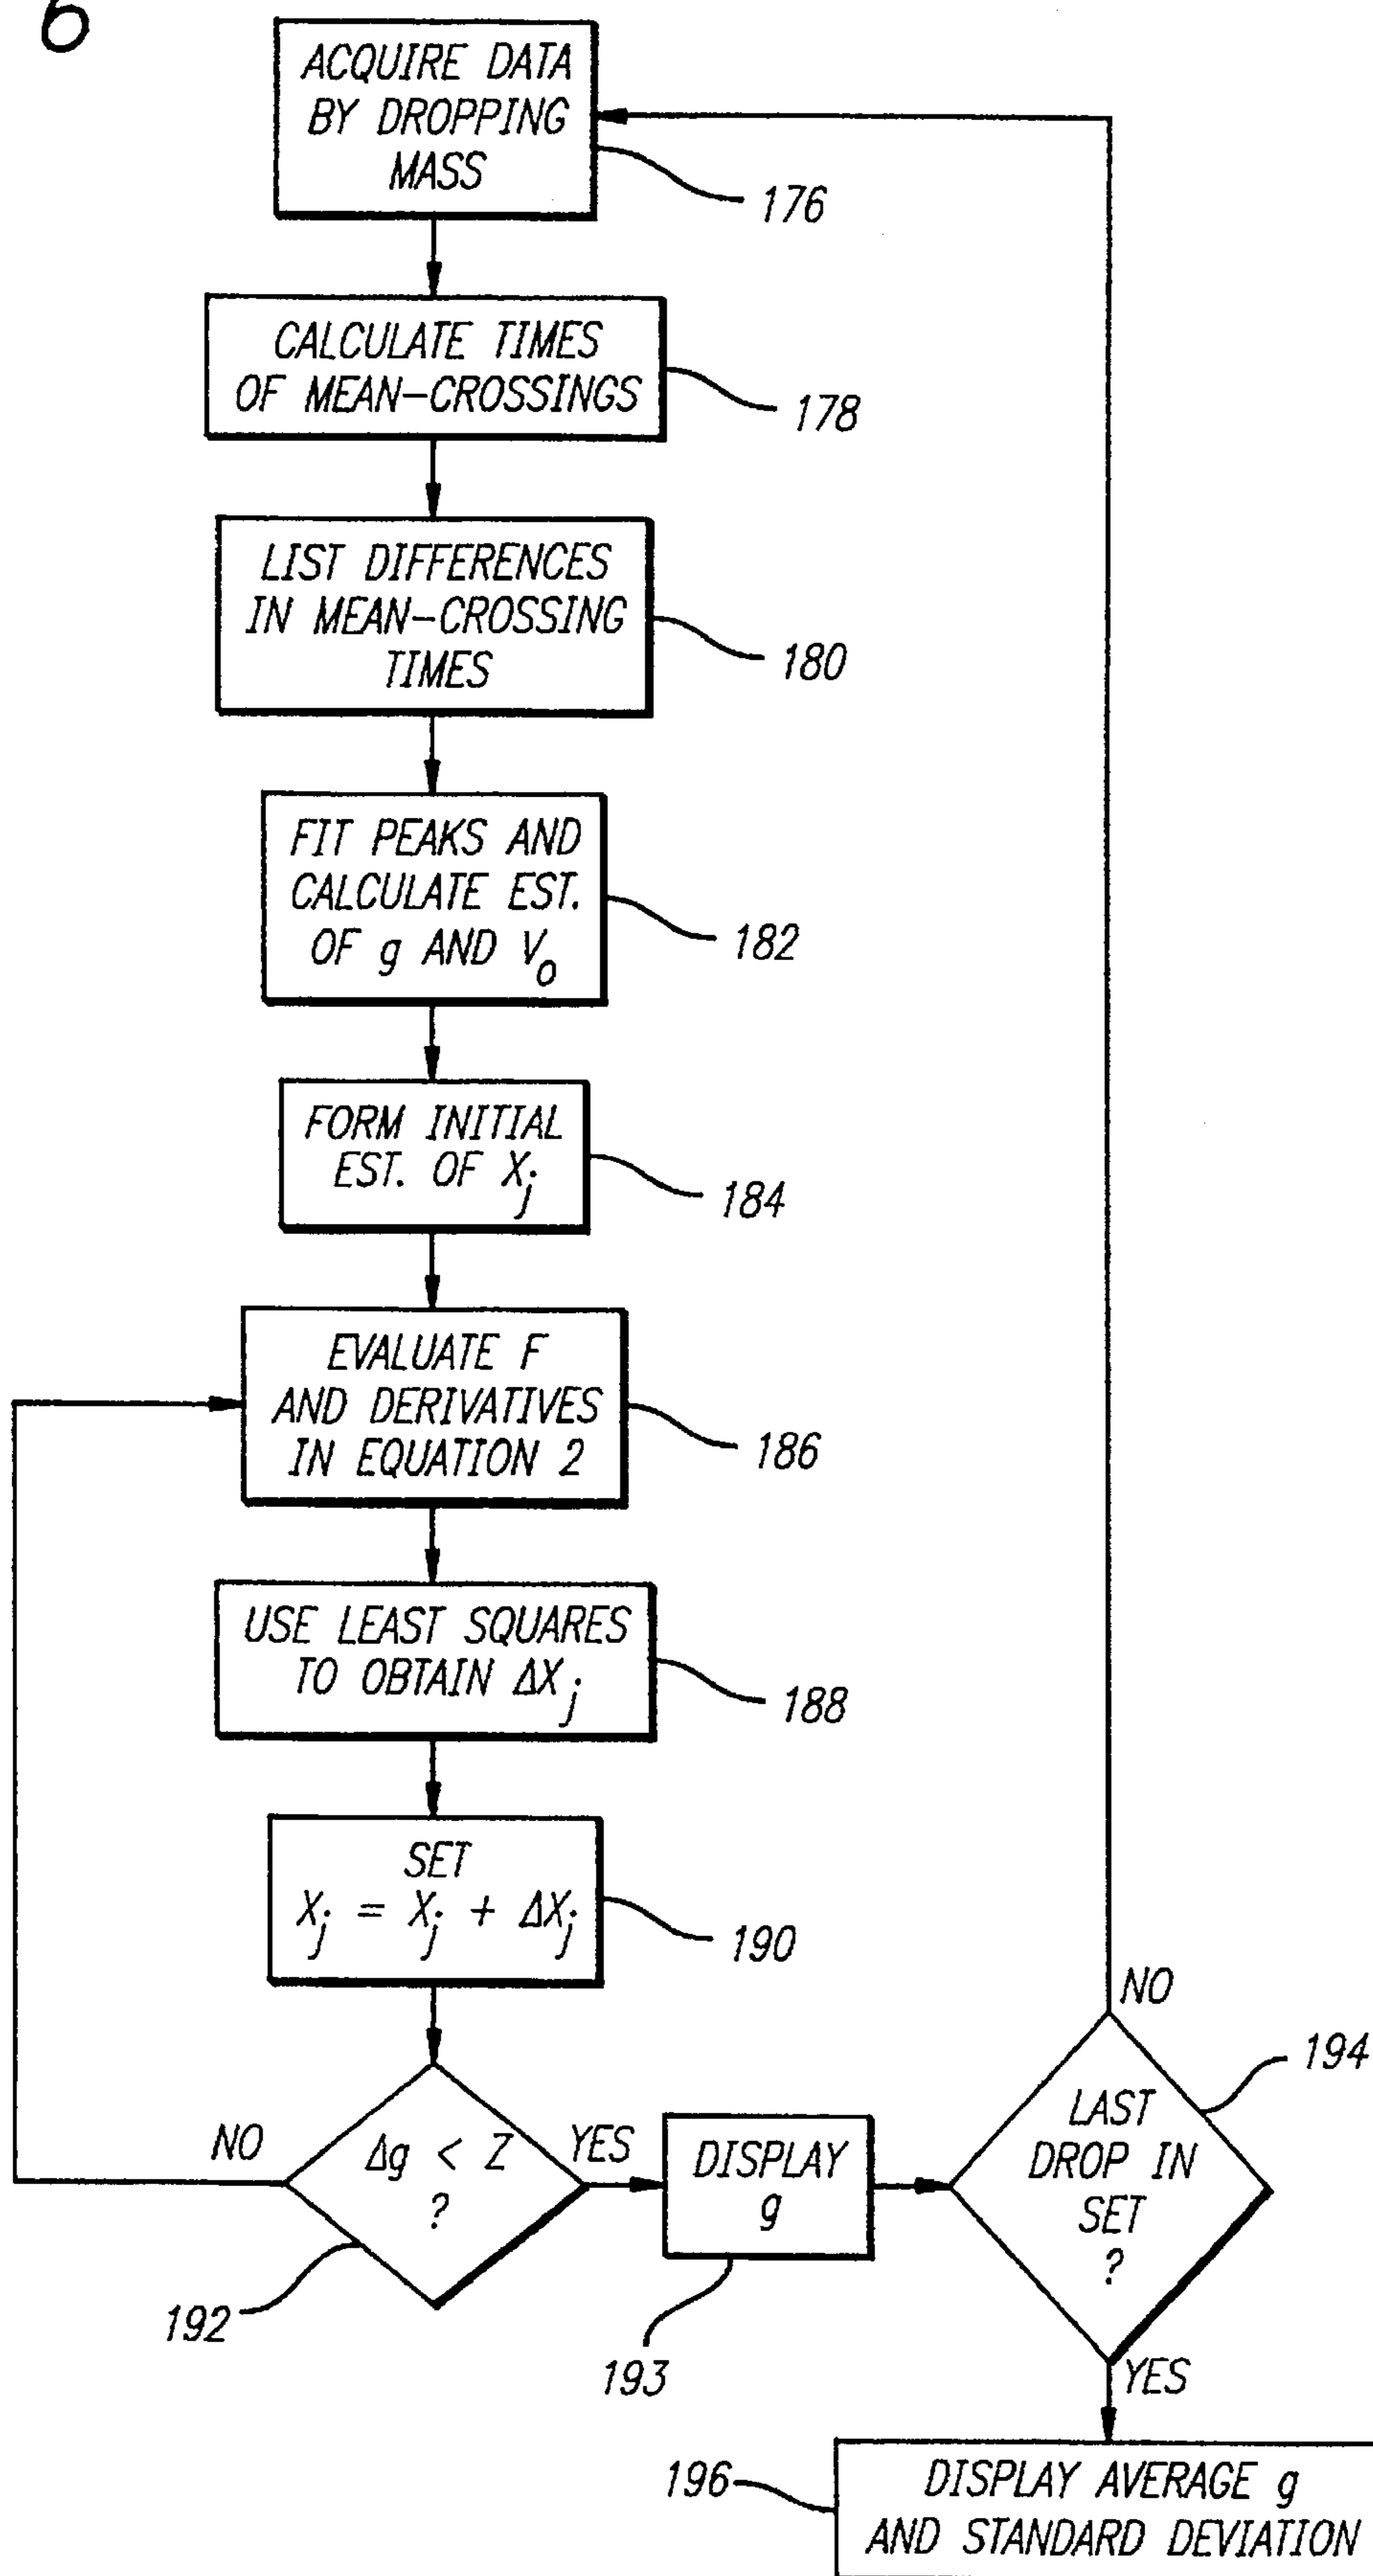 6
ACQUIRE DATA
BY DROPPING
MASS
176
CALCULATE TIMES
OF MEAN-CROSSINGS
178
LIST DIFFERENCES
IN MEAN-CROSSING
TIMES
180
FIT PEAKS AND
CALCULATE EST.
OF g AND V₀
182
FORM INITIAL
EST. OF Xⱼ
184
EVALUATE F
AND DERIVATIVES
IN EQUATION 2
186
USE LEAST SQUARES
TO OBTAIN ΔXⱼ
188
SET
Xⱼ = Xⱼ + ΔXⱼ
190
NO
Δg < Z
?
YES
192
DISPLAY
g
193
NO
LAST
DROP IN
SET
?
194
YES
DISPLAY AVERAGE g
AND STANDARD DEVIATION
196